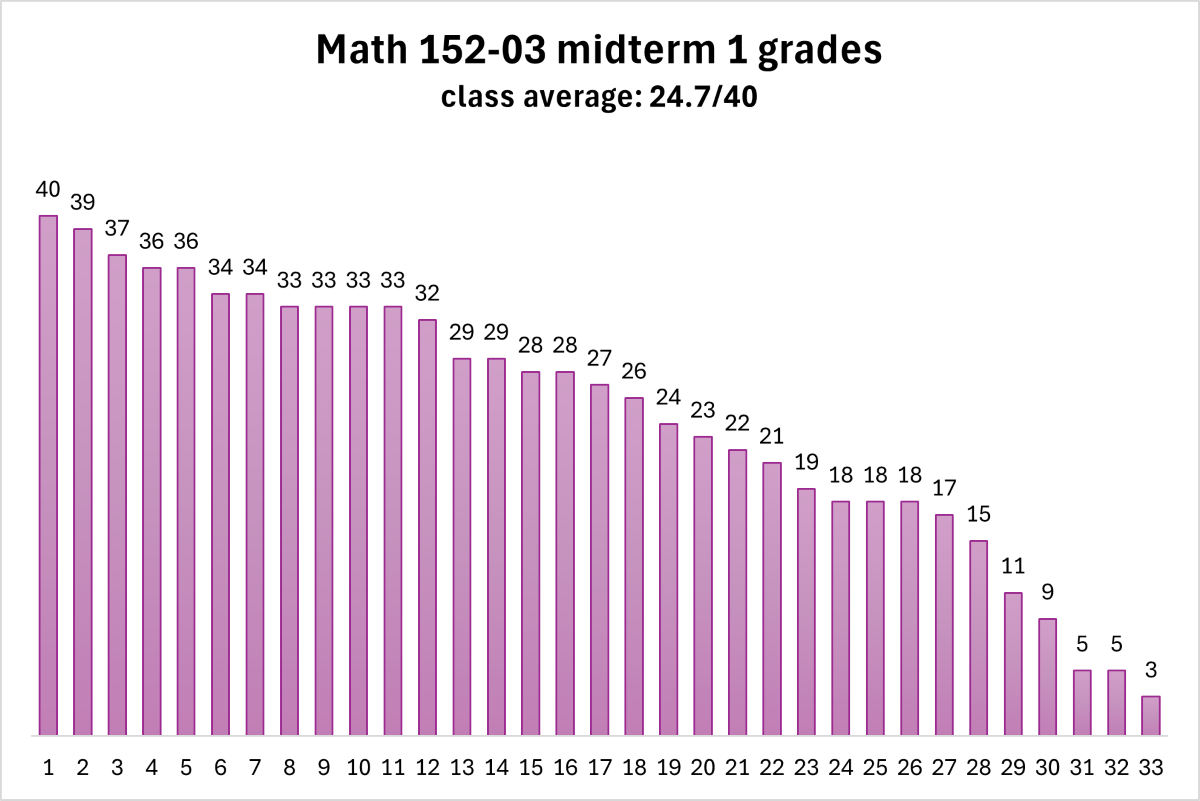 Math 152-03 midterm 1 grades
class average: 24.7/40
40 39 37 36 36 34 34 33 33 33 33 32 29 29 28 28 27 26 24 23 22 21 19 18 18 18 17 15 11 9 5 5 3
1 2 3 4 5 6 7 8 9 10 11 12 13 14 15 16 17 18 19 20 21 22 23 24 25 26 27 28 29 30 31 32 33